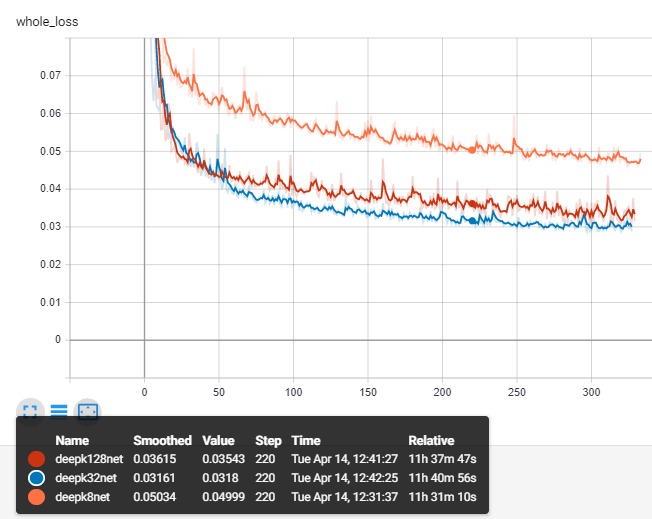 whole_loss
0.07
0.06
0.05
0.04
0.03
0.02
0.01
0
0 50 100 150 200 250 300
Name Smoothed Value Step Time Relative
deepk128net 0.03615 0.03543 220 Tue Apr 14, 12:41:27 11h 37m 47s
deepk32net 0.03161 0.0318 220 Tue Apr 14, 12:42:25 11h 40m 56s
deepk8net 0.05034 0.04999 220 Tue Apr 14, 12:31:37 11h 31m 10s